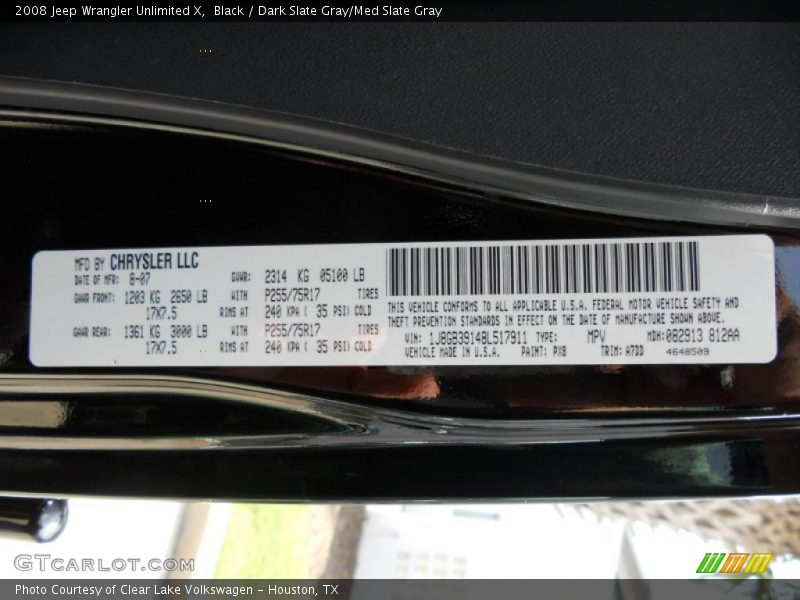 2008 Jeep Wrangler Unlimited X, Black / Dark Slate Gray/Med Slate Gray
MFD BY CHRYSLER LLC
DATE OF MFR: 8-07 GVWR: 2314 KG 05100 LB
GAWR FRONT: 1203 KG 2650 LB WITH P255/75R17 TIRES
17X7.5 RIMS AT 240 KPA ( 35 PSI) COLD
GAWR REAR: 1361 KG 3000 LB WITH P255/75R17 TIRES
17X7.5 RIMS AT 240 KPA ( 35 PSI) COLD
THIS VEHICLE CONFORMS TO ALL APPLICABLE U.S.A. FEDERAL MOTOR VEHICLE SAFETY AND
THEFT PREVENTION STANDARDS IN EFFECT ON THE DATE OF MANUFACTURE SHOWN ABOVE.
VIN: 1J8GB39148L517911 TYPE: MPV MDH: 082913 812AA
VEHICLE MADE IN U.S.A. PAINT: PX8 TRIM: A7DD 4648509
GTCARLOT.COM
Photo Courtesy of Clear Lake Volkswagen - Houston, TX